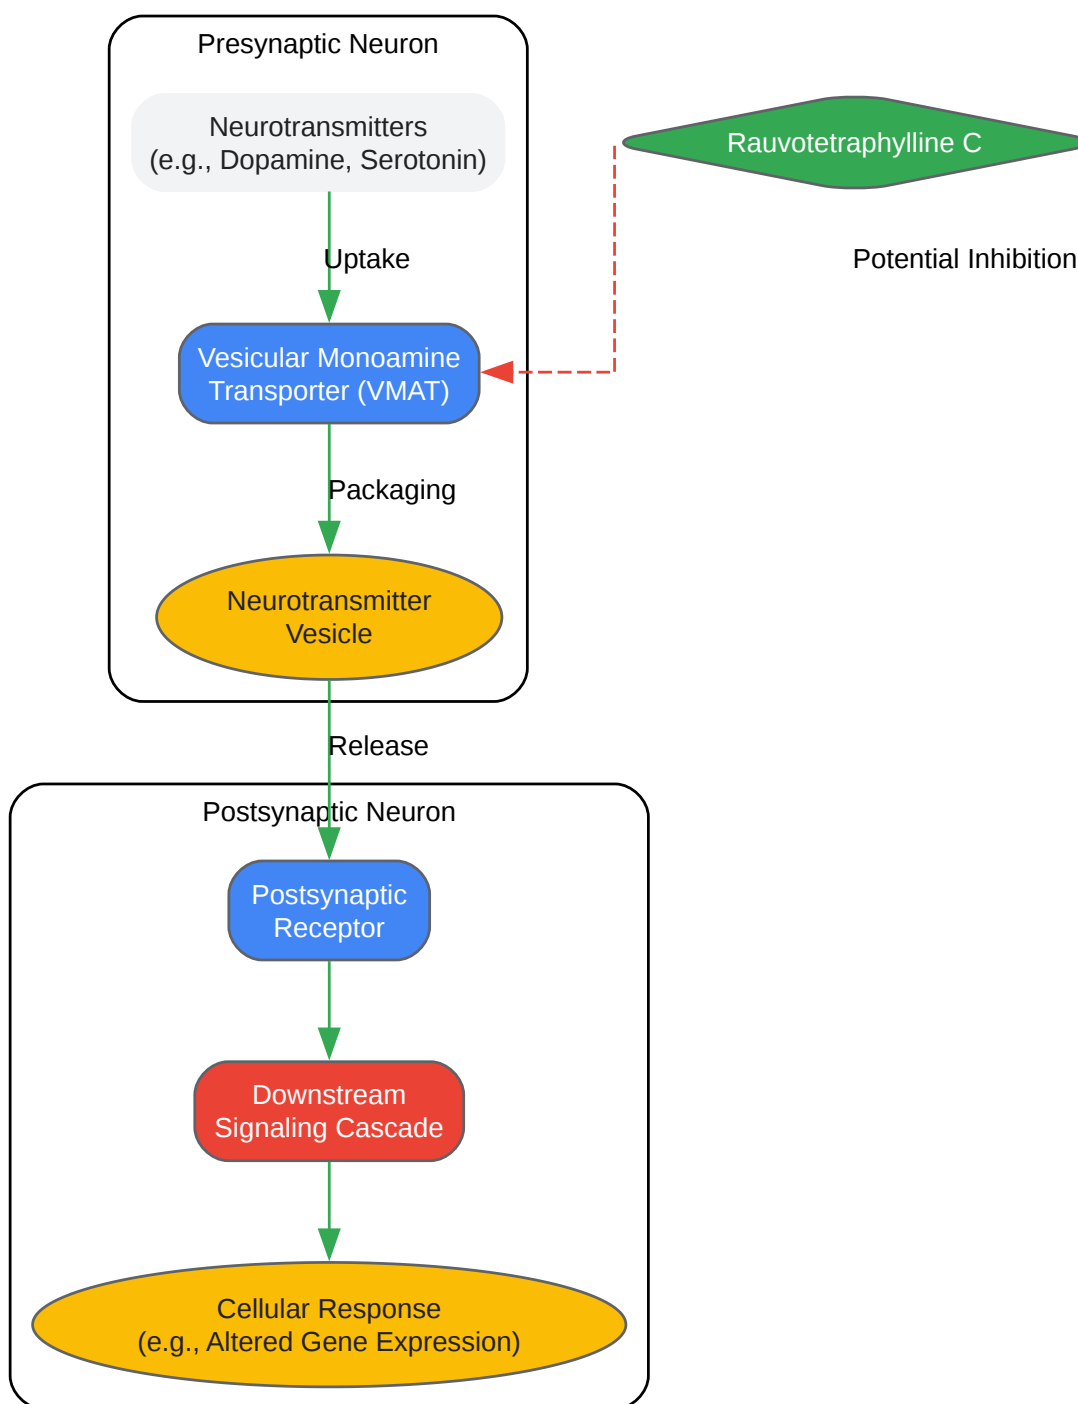 Presynaptic Neuron
Neurotransmitters
(e.g., Dopamine, Serotonin)
Rauvotetraphylline C
Uptake
Potential Inhibition
Vesicular Monoamine
Transporter (VMAT)
Packaging
Neurotransmitter
Vesicle
Release
Postsynaptic Neuron
Postsynaptic
Receptor
Downstream
Signaling Cascade
Cellular Response
(e.g., Altered Gene Expression)